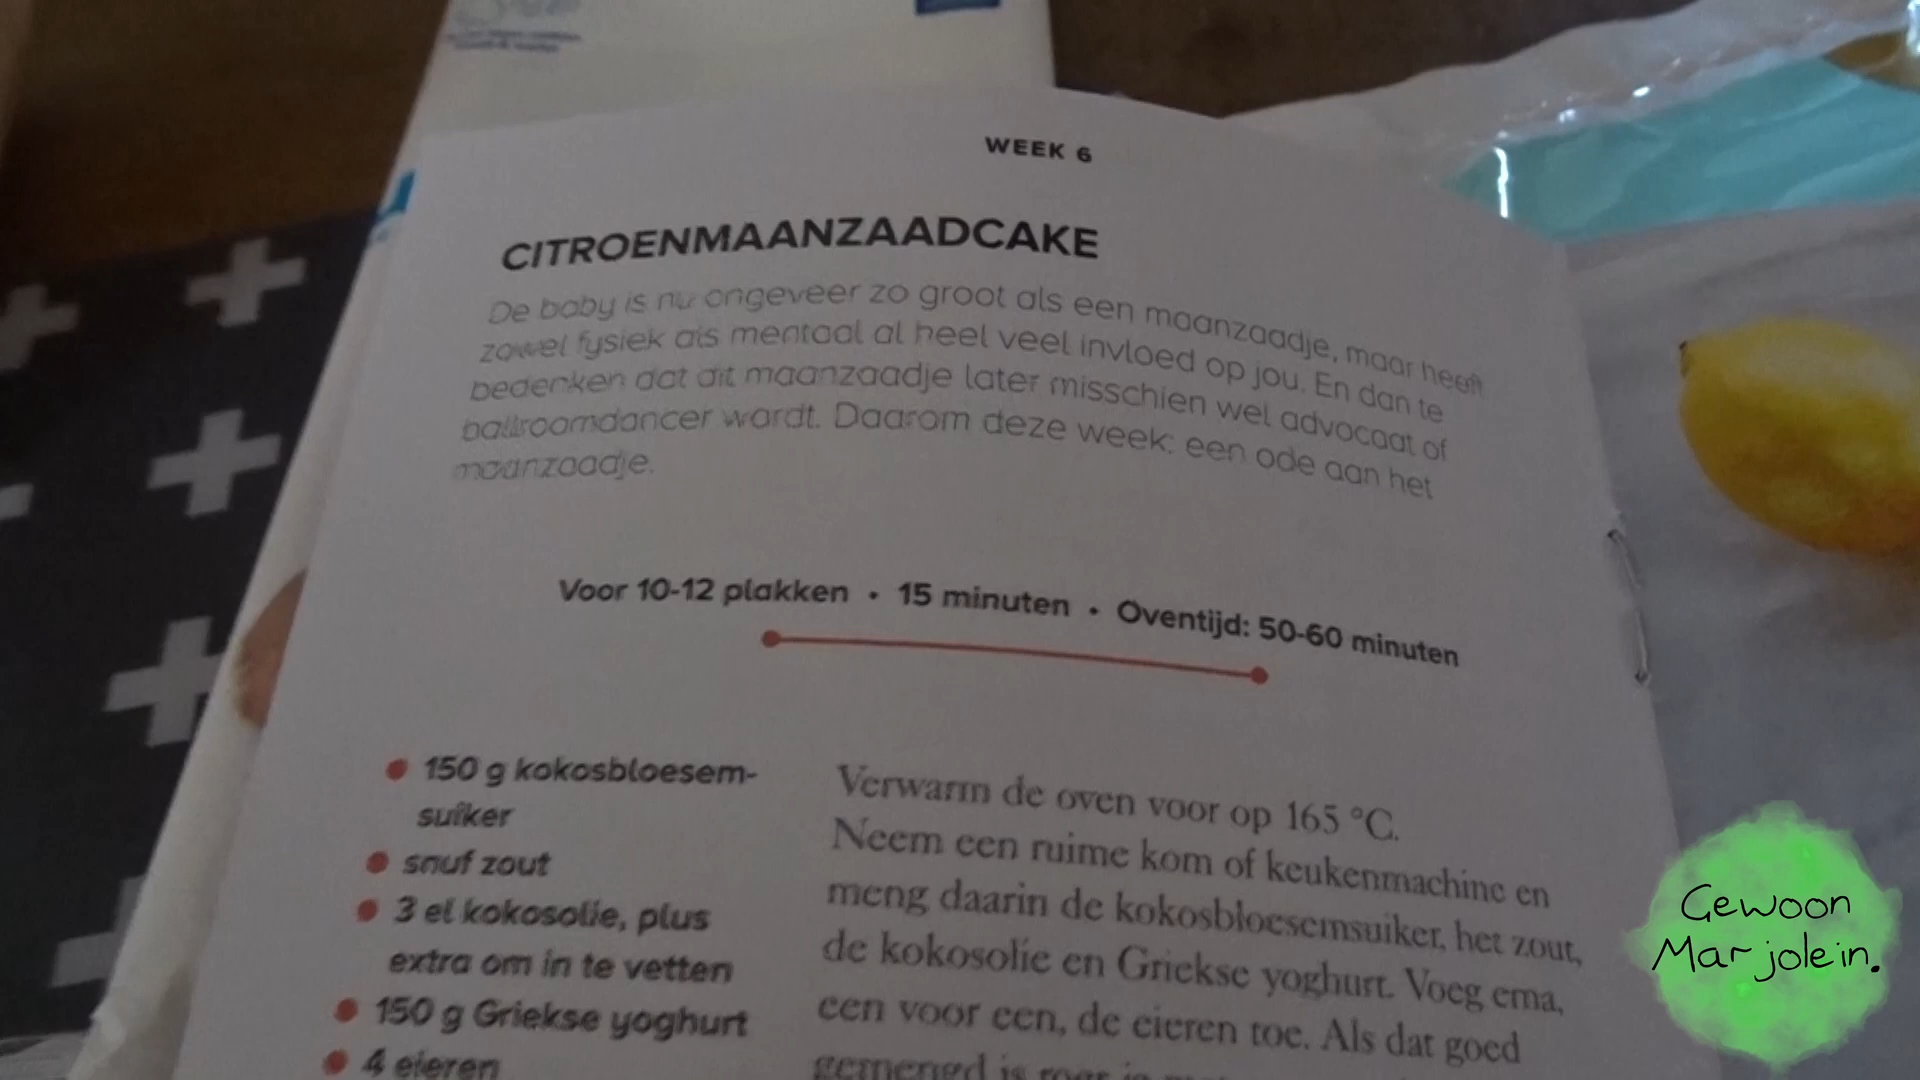 WEEK 6
CITROENMAANZAADCAKE
De baby is nu ongeveer zo groot als een maanzaadje, maar heeft
zowel fysiek als mentaal al heel veel invloed op jou. En dan te
bedenken dat dit maanzaadje later misschien wel advocaat of
ballroomdancer wordt. Daarom deze week: een ode aan het
maanzaadje.
Voor 10-12 plakken • 15 minuten • Oventijd: 50-60 minuten
150 g kokosbloesem-
suiker
snuf zout
3 el kokosolie, plus
extra om in te vetten
150 g Griekse yoghurt
4 eieren
Verwarm de oven voor op 165 °C.
Neem een ruime kom of keukenmachine en
meng daarin de kokosbloesemsuiker, het zout,
de kokosolie en Griekse yoghurt. Voeg erna,
een voor een, de eieren toe. Als dat goed
gemengd is
Gewoon
Marjolein.